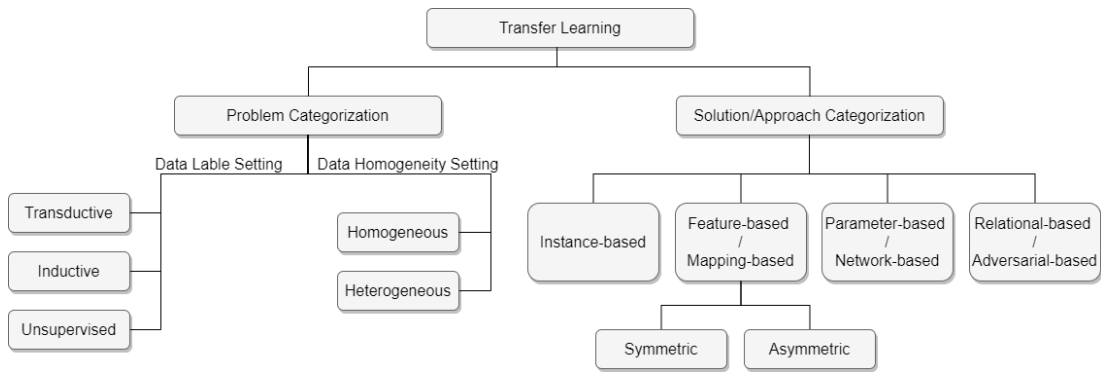 Transfer Learning
Problem Categorization
Solution/Approach Categorization
Data Lable Setting
Data Homogeneity Setting
Transductive
Inductive
Unsupervised
Homogeneous
Heterogeneous
Instance-based
Feature-based
/
Mapping-based
Parameter-based
/
Network-based
Relational-based
/
Adversarial-based
Symmetric
Asymmetric